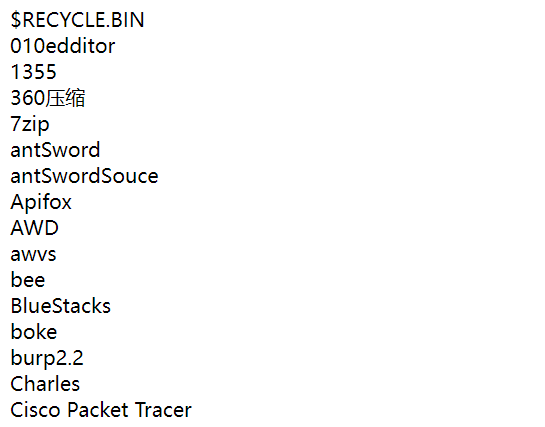 $RECYCLE.BIN
010edditor
1355
360压缩
7zip
antSword
antSwordSouce
Apifox
AWD
awvs
bee
BlueStacks
boke
burp2.2
Charles
Cisco Packet Tracer